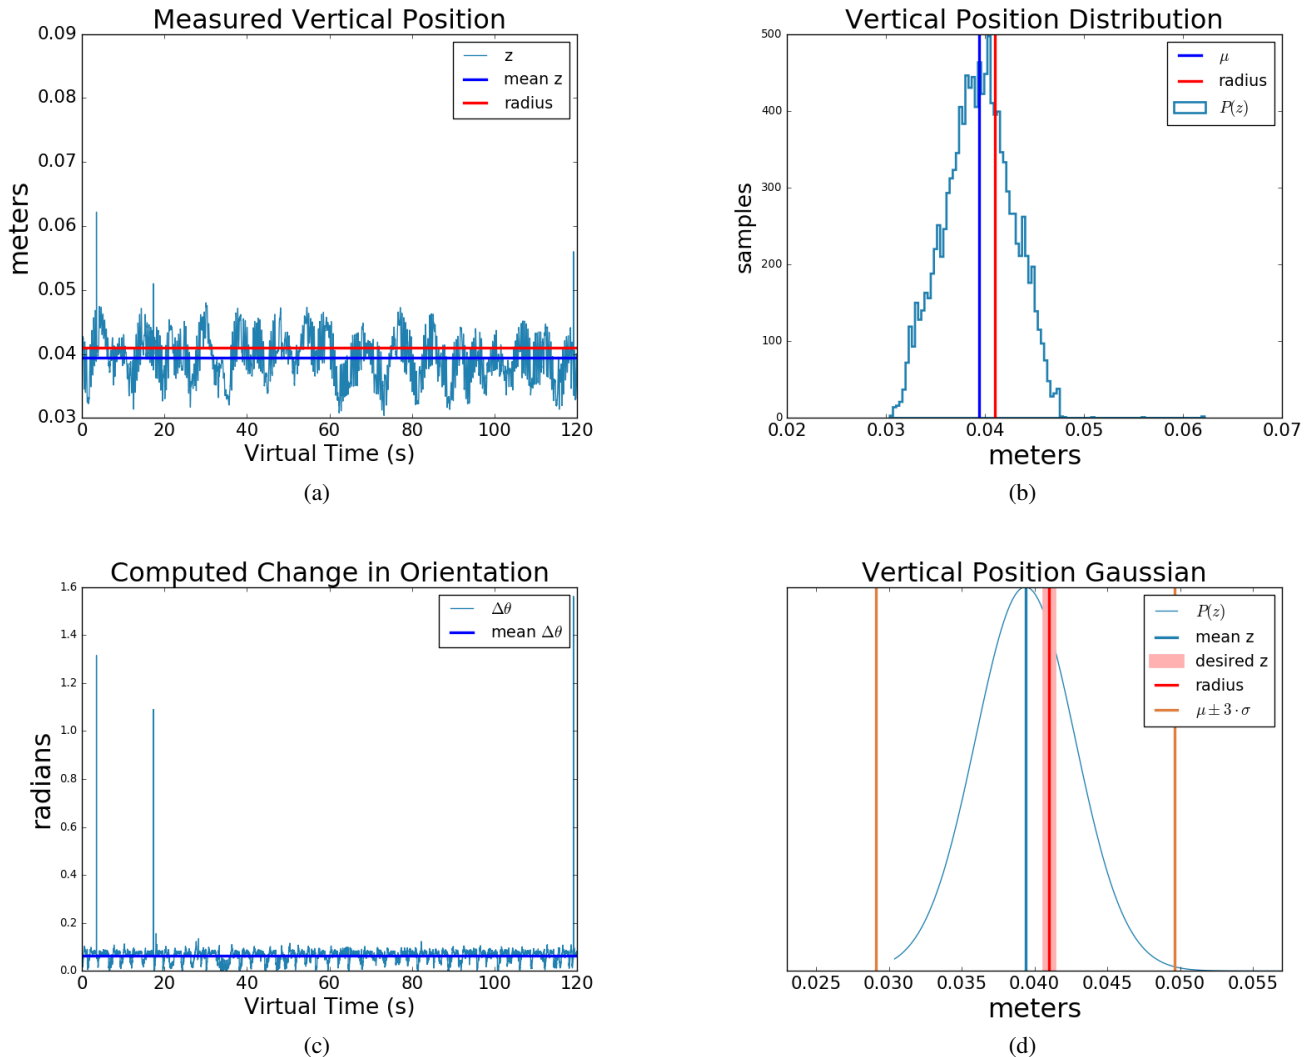 Measured Vertical Position
0.09
0.08
0.07
0.06
0.05
0.04
0.03
meters
z
mean z
radius
0 20 40 60 80 100 120
Virtual Time (s)
(a)
Vertical Position Distribution
500
400
300
200
100
0
samples
μ
radius
P(z)
0.02 0.03 0.04 0.05 0.06 0.07
meters
(b)
Computed Change in Orientation
1.6
1.4
1.2
1.0
0.8
0.6
0.4
0.2
0.0
radians
Δθ
mean Δθ
0 20 40 60 80 100 120
Virtual Time (s)
(c)
Vertical Position Gaussian
P(z)
mean z
desired z
radius
μ ± 3 · σ
0.025 0.030 0.035 0.040 0.045 0.050 0.055
meters
(d)